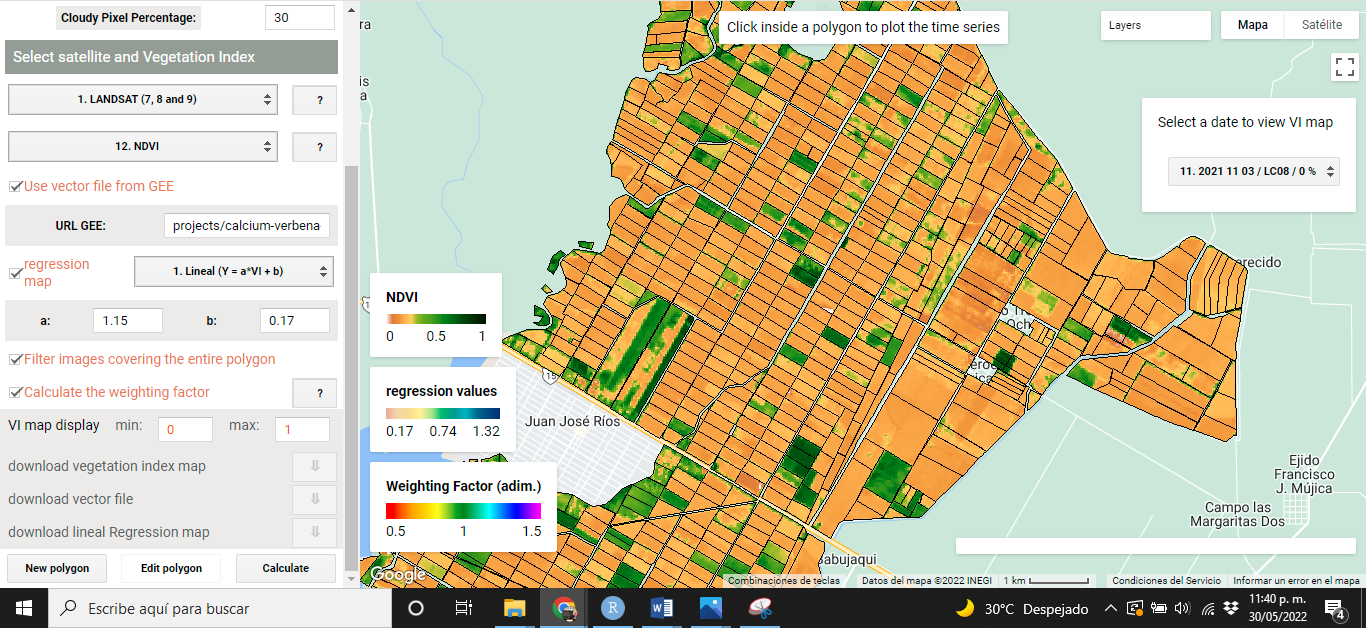 Cloudy Pixel Percentage:
30
Select satellite and Vegetation Index
1. LANDSAT (7, 8 and 9)
?
12. NDVI
?
Use vector file from GEE
URL GEE:
projects/calcium-verbena
regression
map
1. Lineal (Y = a*VI + b)
a:
1.15
b:
0.17
Filter images covering the entire polygon
Calculate the weighting factor
?
VI map display
min:
0
max:
1
download vegetation index map
download vector file
download lineal Regression map
New polygon
Edit polygon
Calculate
Click inside a polygon to plot the time series
Layers
Mapa
Satélite
Select a date to view VI map
11. 2021 11 03 / LC08 / 0 %
NDVI
0 0.5 1
regression values
0.17 0.74 1.32
Weighting Factor (adim.)
0.5 1 1.5
15
Juan José Ríos
Ejido
Francisco
J. Mújica
Campo las
Margaritas Dos
Google
Combinaciones de teclas
Datos del mapa ©2022 INEGI
1 km
Condiciones del Servicio
Informar un error en el mapa
Escribe aquí para buscar
30°C Despejado
11:40 p. m.
30/05/2022
4